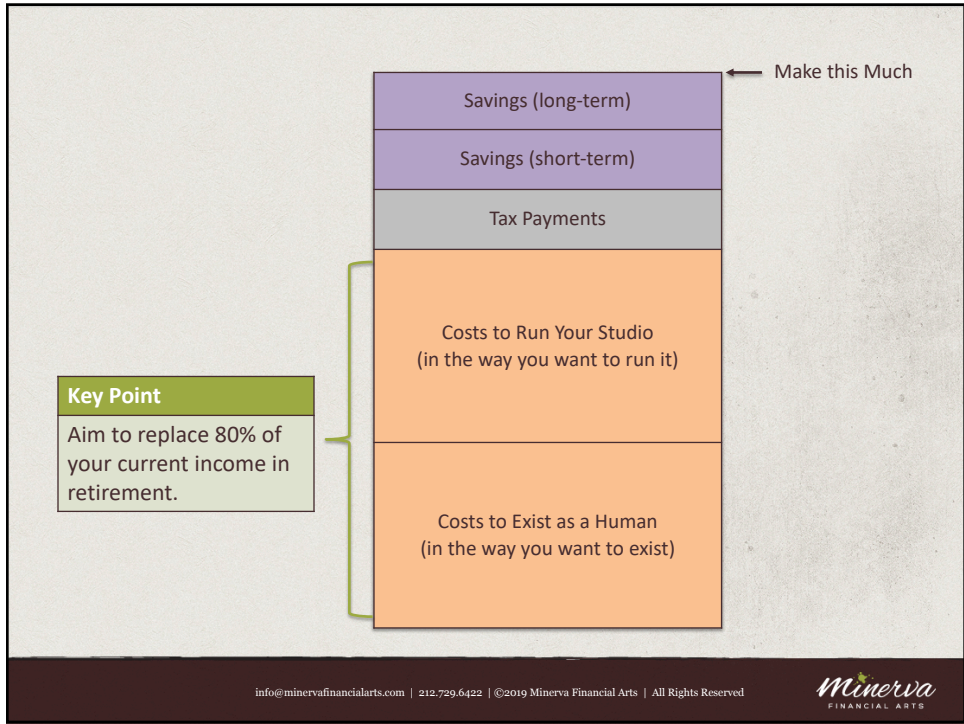 Make this Much
Savings (long-term)
Savings (short-term)
Tax Payments
Costs to Run Your Studio
(in the way you want to run it)
Key Point
Aim to replace 80% of
your current income in
retirement.
Costs to Exist as a Human
(in the way you want to exist)
info@minervafinancialarts.com | 212.729.6422 | ©2019 Minerva Financial Arts | All Rights Reserved
Minerva
FINANCIAL ARTS